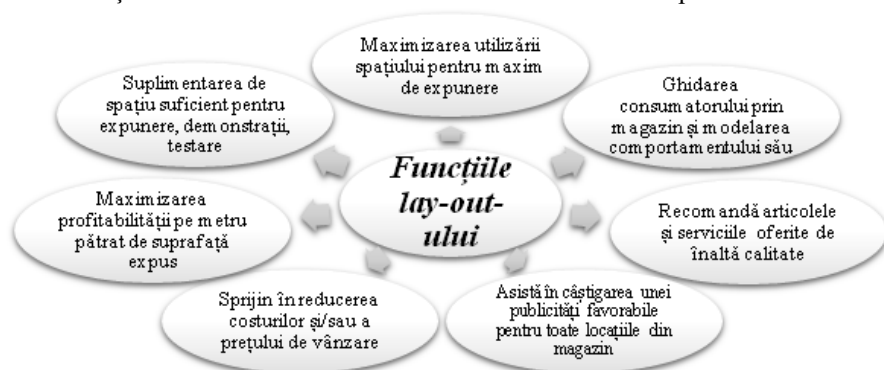 Maximizarea utilizării
spațiului pentru maxim
de expunere
Ghidarea
consumatorului prin
magazin și modelarea
comportamentului său
Recomandă articolele
și serviciile oferite de
înaltă calitate
Asistă în câștigarea unei
publicități favorabile
pentru toate locațiile din
magazin
Sprijin în reducerea
costurilor și/sau a
prețului de vânzare
Maximizarea
profitabilității pe metru
pătrat de suprafață
expus
Suplimentarea de
spațiu suficient pentru
expunere, demonstrații,
testare
Funcțiile
lay-out-
ului